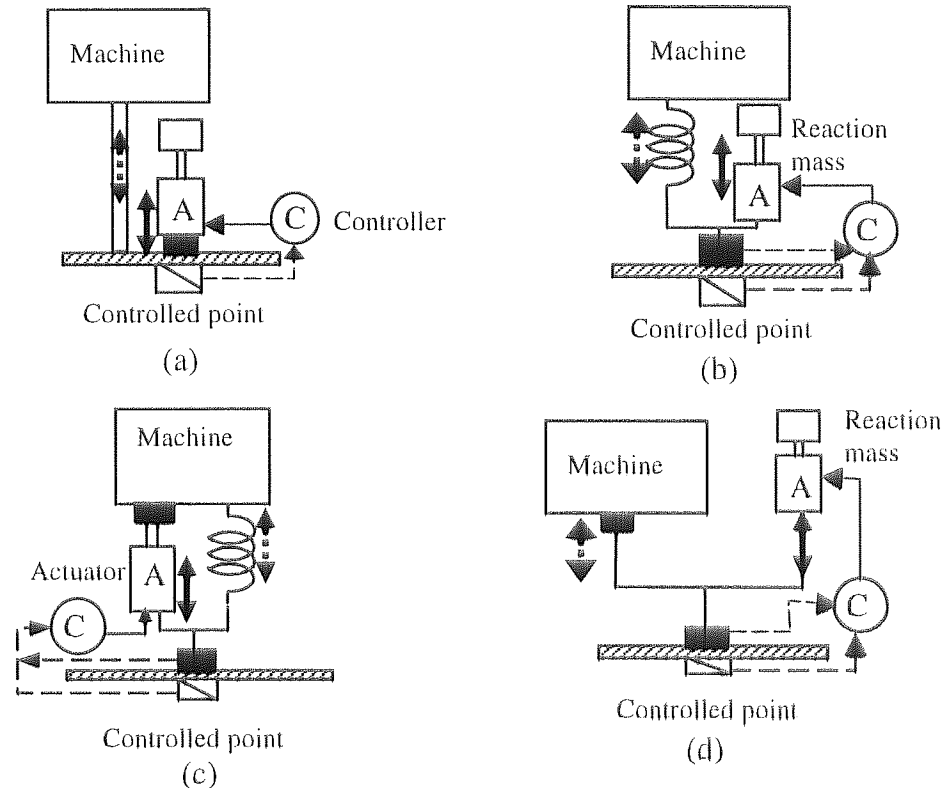 Machine
A
C
Controller
Controlled point
(a)
Machine
Reaction
mass
A
C
Controlled point
(b)
Machine
Actuator
A
C
Controlled point
(c)
Machine
Reaction
mass
A
C
Controlled point
(d)